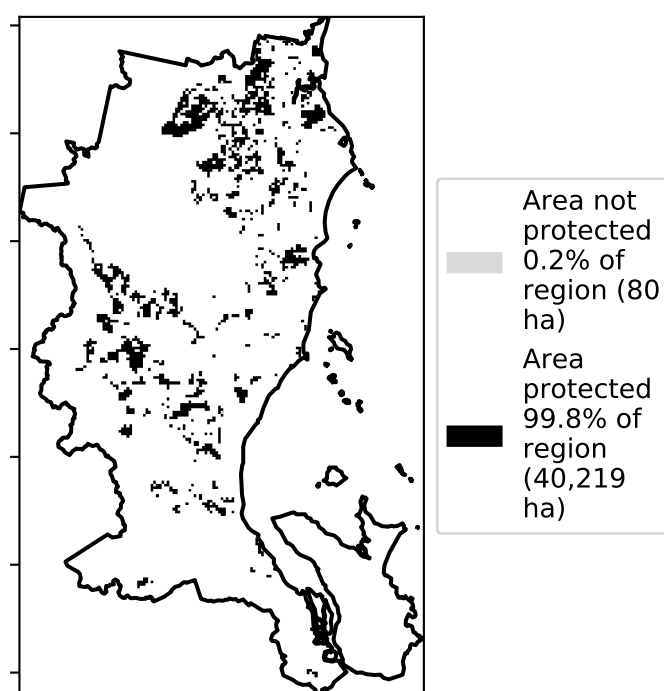 Area not
protected
0.2% of
region (80
ha)
Area
protected
99.8% of
region
(40,219
ha)